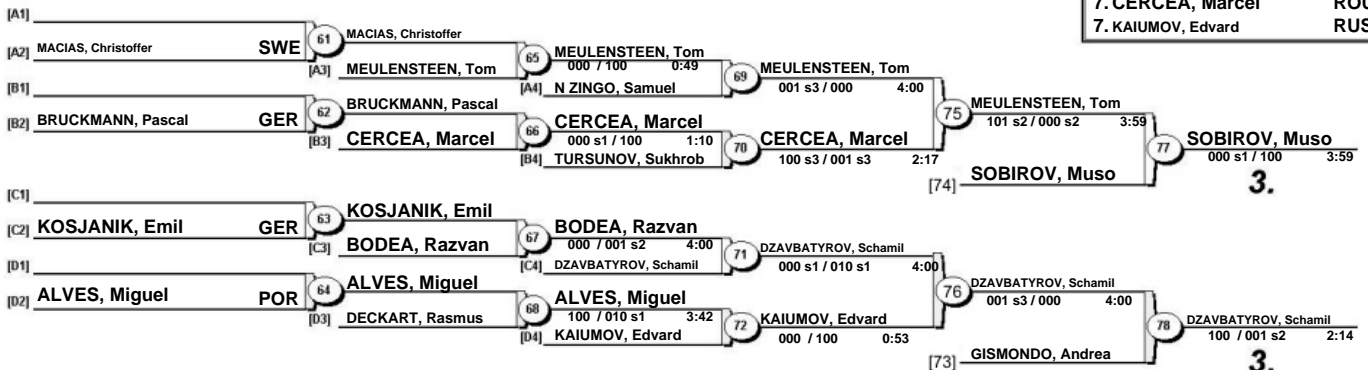 7. CERCEA, Marcel
7. KAIUMOV, Edvard RUS
[A1]
[A2] MACIAS, Christoffer SWE
61
MACIAS, Christoffer
[A3] MEULENSTEEN, Tom
65
MEULENSTEEN, Tom
000 / 100 0:49
[A4] N ZINGO, Samuel
69
MEULENSTEEN, Tom
001 s3 / 000 4:00
[B1]
[B2] BRUCKMANN, Pascal GER
62
BRUCKMANN, Pascal
[B3] CERCEA, Marcel
66
CERCEA, Marcel
000 s1 / 100 1:10
[B4] TURSUNOV, Sukhrob
70
CERCEA, Marcel
100 s3 / 001 s3 2:17
75
MEULENSTEEN, Tom
101 s2 / 000 s2 3:59
[74] SOBIROV, Muso
77
SOBIROV, Muso
000 s1 / 100 3:59
3.
[C1]
[C2] KOSJANIK, Emil GER
63
KOSJANIK, Emil
[C3] BODEA, Razvan
67
BODEA, Razvan
000 / 001 s2 4:00
[C4] DZAVBATYROV, Schamil
71
DZAVBATYROV, Schamil
000 s1 / 010 s1 4:00
[D1]
[D2] ALVES, Miguel POR
64
ALVES, Miguel
[D3] DECKART, Rasmus
68
ALVES, Miguel
100 / 010 s1 3:42
[D4] KAIUMOV, Edvard
72
KAIUMOV, Edvard
000 / 100 0:53
76
DZAVBATYROV, Schamil
001 s3 / 000 4:00
[73] GISMONDO, Andrea
78
DZAVBATYROV, Schamil
100 / 001 s2 2:14
3.